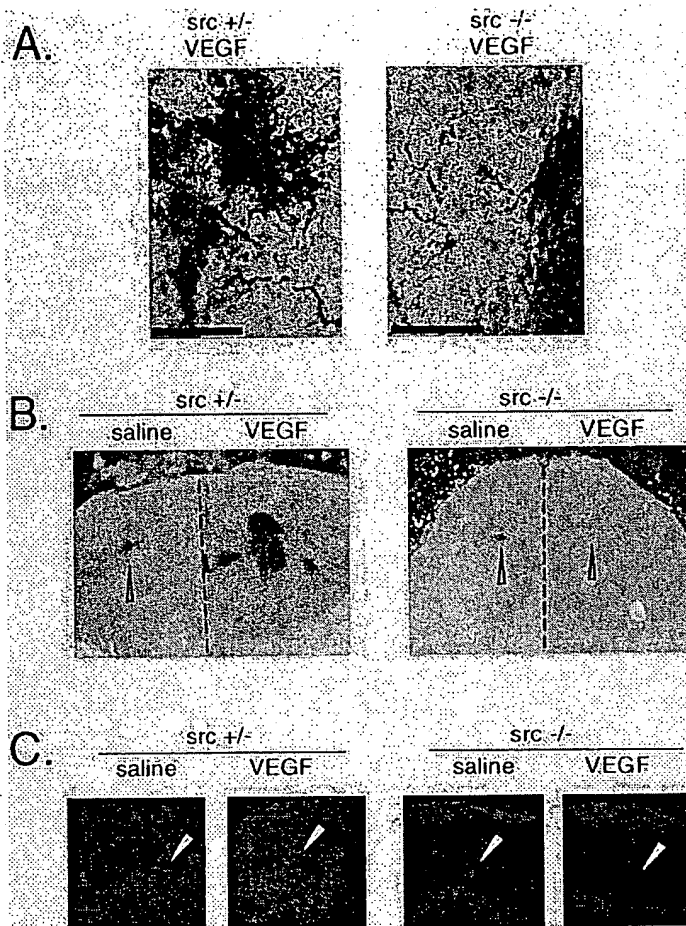 A.
src +/-
VEGF
src -/-
VEGF
B.
src +/-
src -/-
saline VEGF
saline VEGF
C.
src +/-
src -/-
saline VEGF
saline VEGF